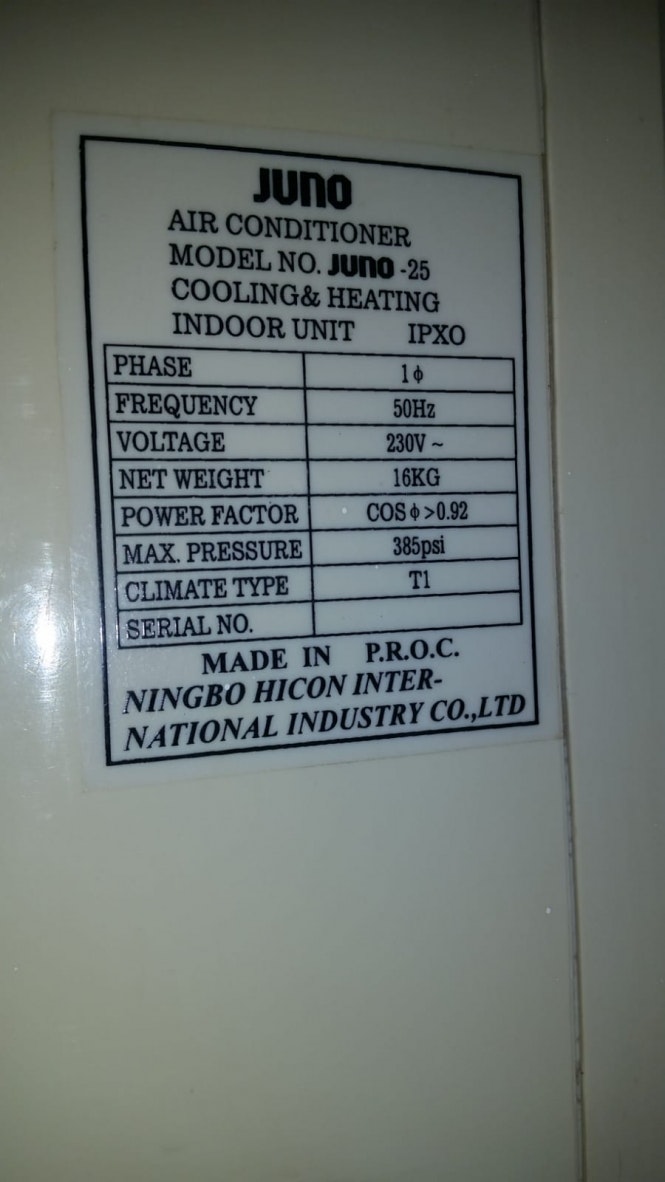 JUNO
AIR CONDITIONER
MODEL NO. JUNO -25
COOLING& HEATING
INDOOR UNIT IPXO
PHASE 1ϕ
FREQUENCY 50Hz
VOLTAGE 230V ~
NET WEIGHT 16KG
POWER FACTOR COS ϕ >0.92
MAX. PRESSURE 385psi
CLIMATE TYPE T1
SERIAL NO.
MADE IN P.R.O.C.
NINGBO HICON INTER-
NATIONAL INDUSTRY CO.,LTD